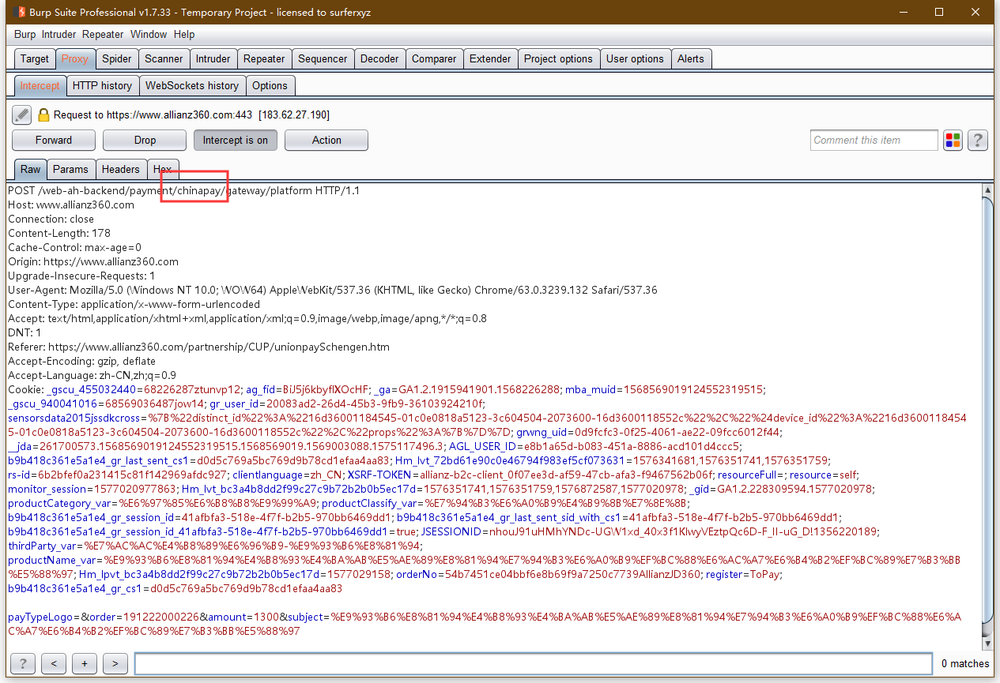 Burp Suite Professional v1.7.33 - Temporary Project - licensed to surferxyz
Burp Intruder Repeater Window Help
Target Proxy Spider Scanner Intruder Repeater Sequencer Decoder Comparer Extender Project options User options Alerts
Intercept HTTP history WebSockets history Options
Request to https://www.allianz360.com:443 [183.62.27.190]
Forward Drop Intercept is on Action Comment this item ?
Raw Params Headers Hex
POST /web-ah-backend/payment/chinapay/gateway/platform HTTP/1.1
Host: www.allianz360.com
Connection: close
Content-Length: 178
Cache-Control: max-age=0
Origin: https://www.allianz360.com
Upgrade-Insecure-Requests: 1
User-Agent: Mozilla/5.0 (Windows NT 10.0; WOW64) AppleWebKit/537.36 (KHTML, like Gecko) Chrome/63.0.3239.132 Safari/537.36
Content-Type: application/x-www-form-urlencoded
Accept: text/html,application/xhtml+xml,application/xml;q=0.9,image/webp,image/apng,*/*;q=0.8
DNT: 1
Referer: https://www.allianz360.com/partnership/CUP/unionpaySchengen.htm
Accept-Encoding: gzip, deflate
Accept-Language: zh-CN,zh;q=0.9
Cookie: _gscu_455032440=68226287ztunvp12; ag_fid=BiJ5j6kbyflXOcHF; _ga=GA1.2.1915941901.1568226288; mba_muid=1568569019124552319515;
_gscu_940041016=68569036487jow14; gr_user_id=20083ad2-26d4-45b3-9fb9-36103924210f;
sensorsdata2015jssdkcross=%7B%22distinct_id%22%3A%2216d36001184545-01c0e0818a5123-3c604504-2073600-16d3600118552c%22%2C%22%24device_id%22%3A%2216d3600118454
5-01c0e0818a5123-3c604504-2073600-16d3600118552c%22%2C%22props%22%3A%7B%7D%7D; grwng_uid=0d9fcfc3-0f25-4061-ae22-09fcc6012f44;
__jda=261700573.1568569019124552319515.1568569019.1569003088.1575117496.3; AGL_USER_ID=e8b1a65d-b083-451a-8886-acd101d4ccc5;
b9b418c361e5a1e4_gr_last_sent_cs1=d0d5c769a5bc769d9b78cd1efaa4aa83; Hm_lvt_72bd61e90c0e46794f983ef5cf073631=1576341681,1576351741,1576351759;
rs-id=6b2bfef0a231415c81f142969afdc927; clientlanguage=zh_CN; XSRF-TOKEN=allianz-b2c-client_0f07ee3d-af59-47cb-afa3-f9467562b06f; resourceFull=; resource=self;
monitor_session=1577020977863; Hm_lvt_bc3a4b8dd2f99c27c9b72b2b0b5ec17d=1576351741,1576351759,1576872587,1577020978; _gid=GA1.2.228309594.1577020978;
productCategory_var=%E6%97%85%E6%B8%B8%E9%99%A9; productClassify_var=%E7%94%B3%E6%A0%B9%E4%B9%8B%E7%8E%8B;
b9b418c361e5a1e4_gr_session_id=41afbfa3-518e-4f7f-b2b5-970bb6469dd1; b9b418c361e5a1e4_gr_last_sent_sid_with_cs1=41afbfa3-518e-4f7f-b2b5-970bb6469dd1;
b9b418c361e5a1e4_gr_session_id_41afbfa3-518e-4f7f-b2b5-970bb6469dd1=true; JSESSIONID=nhouJ91uHMhYNDc-UGW1xd_40x3f1KlwyVEztpQc6D-F_II-uG_D!1356220189;
thirdParty_var=%E7%AC%AC%E4%B8%89%E6%96%B9-%E9%93%B6%E8%81%94;
productName_var=%E9%93%B6%E8%81%94%E4%B8%93%E4%BA%AB%E5%AE%89%E8%81%94%E7%94%B3%E6%A0%B9%EF%BC%88%E6%AC%A7%E6%B4%B2%EF%BC%89%E7%B3%BB
%E5%88%97; Hm_lpvt_bc3a4b8dd2f99c27c9b72b2b0b5ec17d=1577029158; orderNo=54b7451ce04bbf6e8b69f9a7250c7739AllianzJD360; register=ToPay;
b9b418c361e5a1e4_gr_cs1=d0d5c769a5bc769d9b78cd1efaa4aa83
payTypeLogo=&order=191222000226&amount=1300&subject=%E9%93%B6%E8%81%94%E4%B8%93%E4%BA%AB%E5%AE%89%E8%81%94%E7%94%B3%E6%A0%B9%EF%BC%88%E6%A
C%A7%E6%B4%B2%EF%BC%89%E7%B3%BB%E5%88%97
? < + > 0 matches